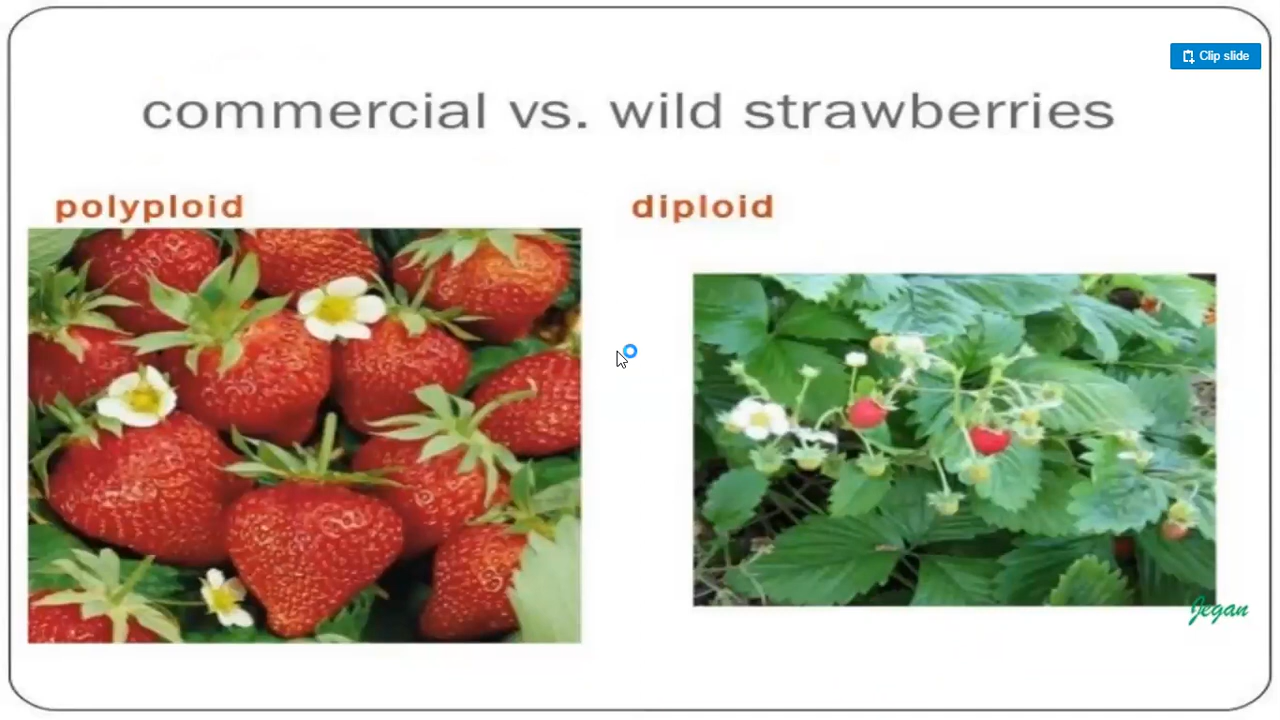 Clip slide
commercial vs. wild strawberries
polyploid
diploid
Jegan